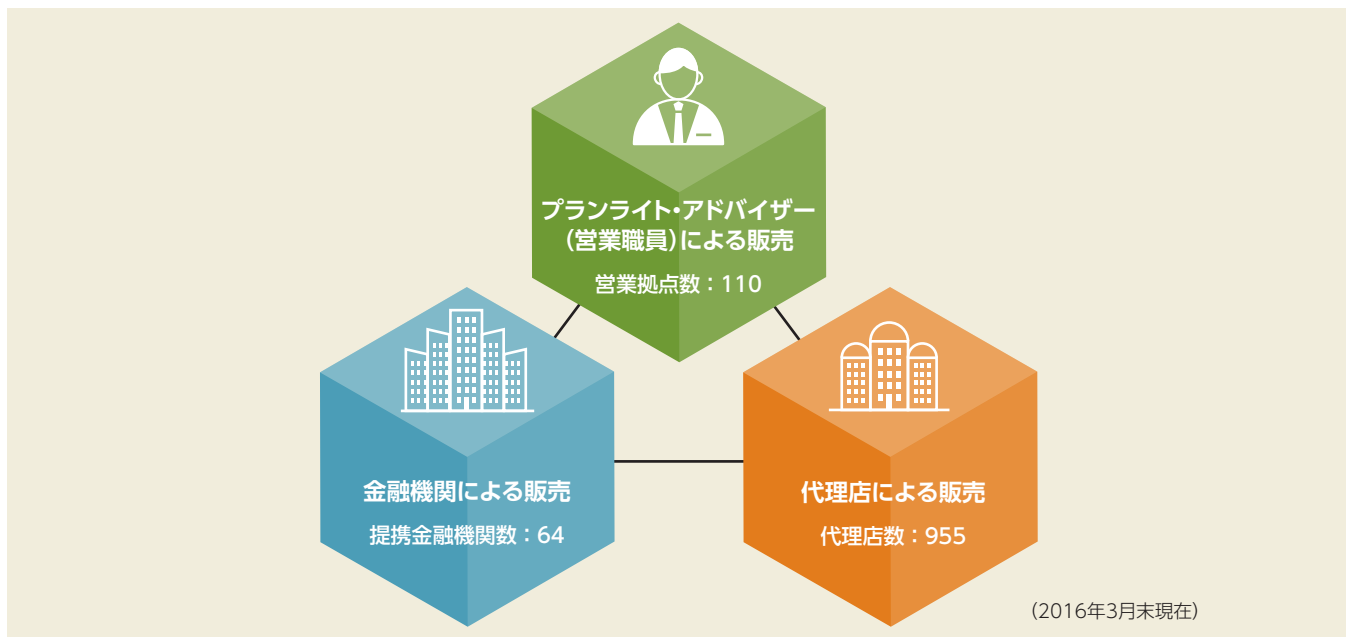 プランライト・アドバイザー
（営業職員）による販売
営業拠点数：110
金融機関による販売
提携金融機関数：64
代理店による販売
代理店数：955
（2016年3月末現在）